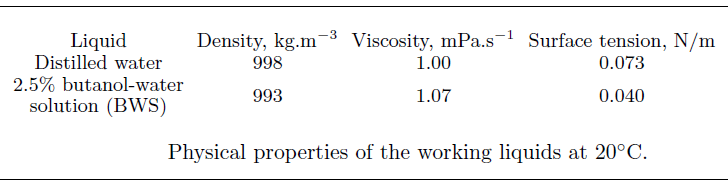 Liquid Density, kg.m⁻³ Viscosity, mPa.s⁻¹ Surface tension, N/m
Distilled water 998 1.00 0.073
2.5% butanol-water
solution (BWS) 993 1.07 0.040
Physical properties of the working liquids at 20°C.